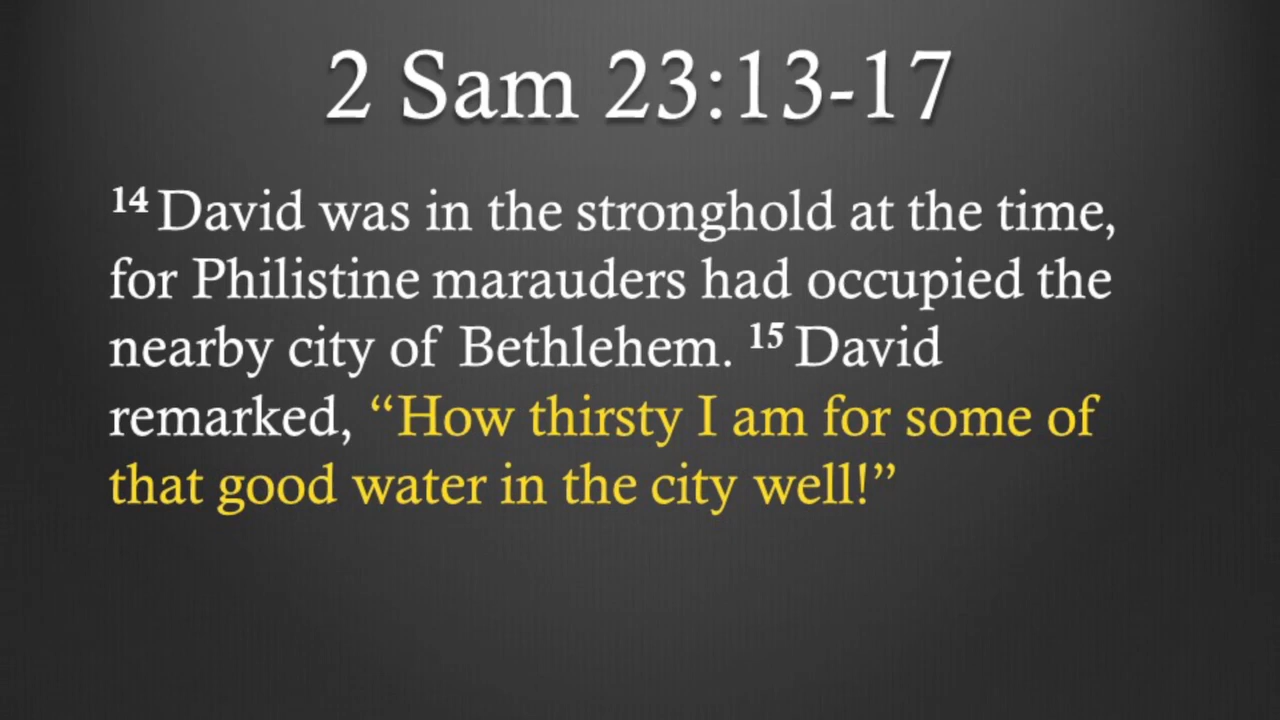 2 Sam 23:13-17
14 David was in the stronghold at the time,
for Philistine marauders had occupied the
nearby city of Bethlehem. 15 David
remarked, “How thirsty I am for some of
that good water in the city well!”